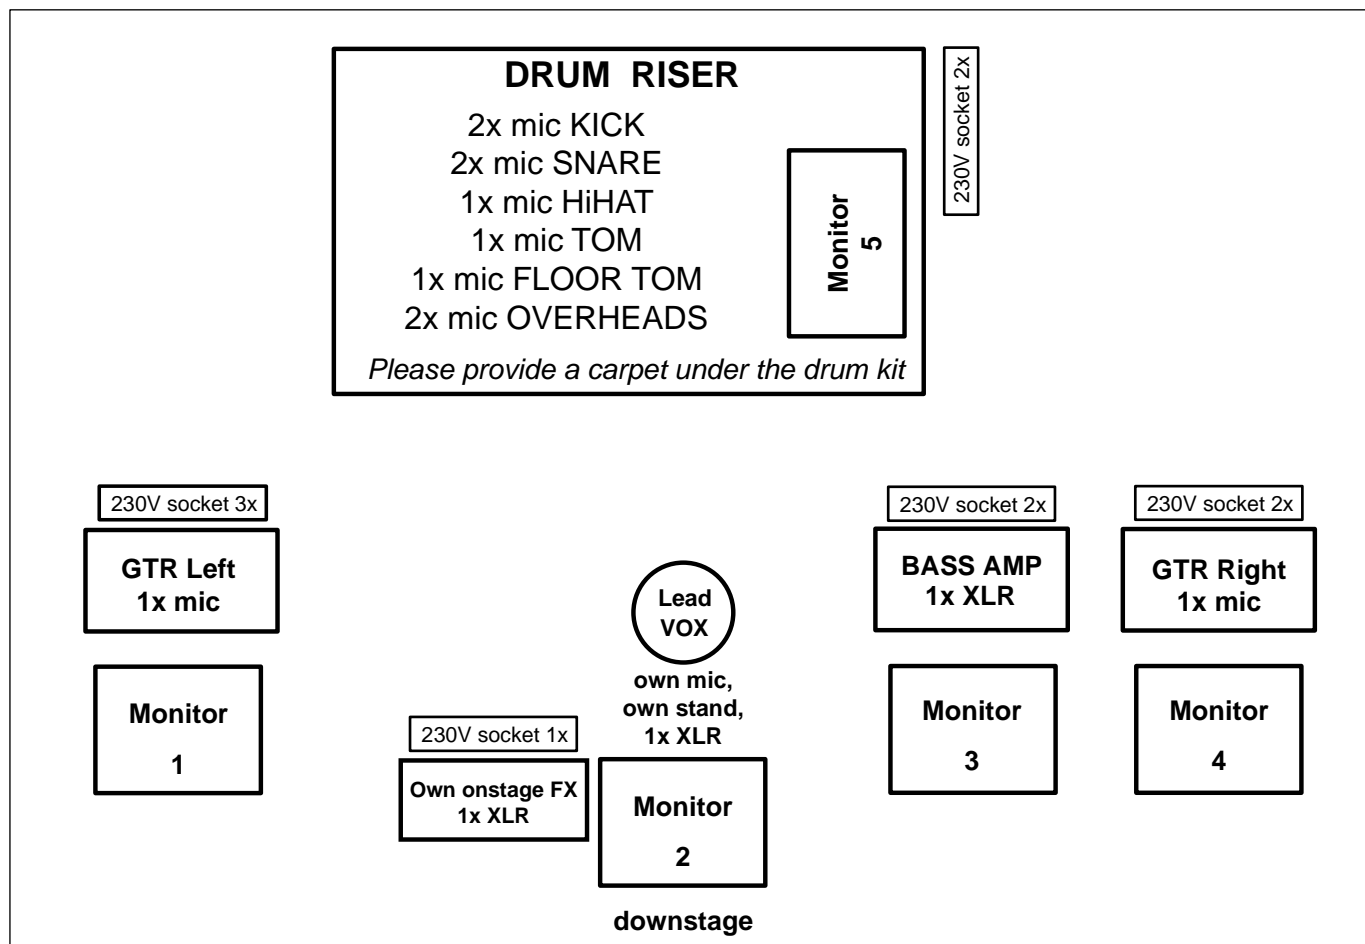 DRUM RISER
2x mic KICK
2x mic SNARE
1x mic HiHAT
1x mic TOM
1x mic FLOOR TOM
2x mic OVERHEADS
Please provide a carpet under the drum kit
Monitor
5
230V socket 2x
230V socket 3x
GTR Left
1x mic
Monitor
1
Lead
VOX
own mic,
own stand,
1x XLR
230V socket 1x
Own onstage FX
1x XLR
Monitor
2
230V socket 2x
BASS AMP
1x XLR
Monitor
3
230V socket 2x
GTR Right
1x mic
Monitor
4
downstage